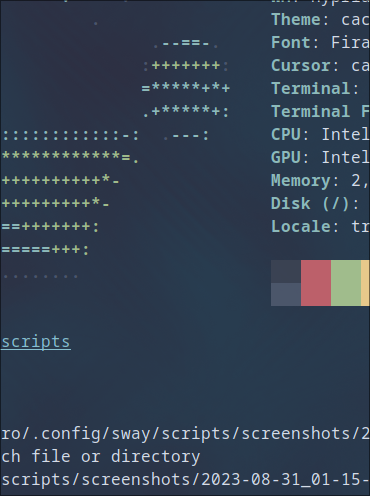 Theme: cac
Font: Fira
.--==-.
Cursor: ca
:+++++++:
Terminal:
=*****+*+
Terminal F
.+*****+:
CPU: Intel
::::::::::::-: .---:
GPU: Intel
************=.
Memory: 2,
++++++++++*-
Disk (/):
+++++++++*-
Locale: tr
==+++++++:
=====+++:
........
scripts
ro/.config/sway/scripts/screenshots/2
ch file or directory
scripts/screenshots/2023-08-31_01-15-